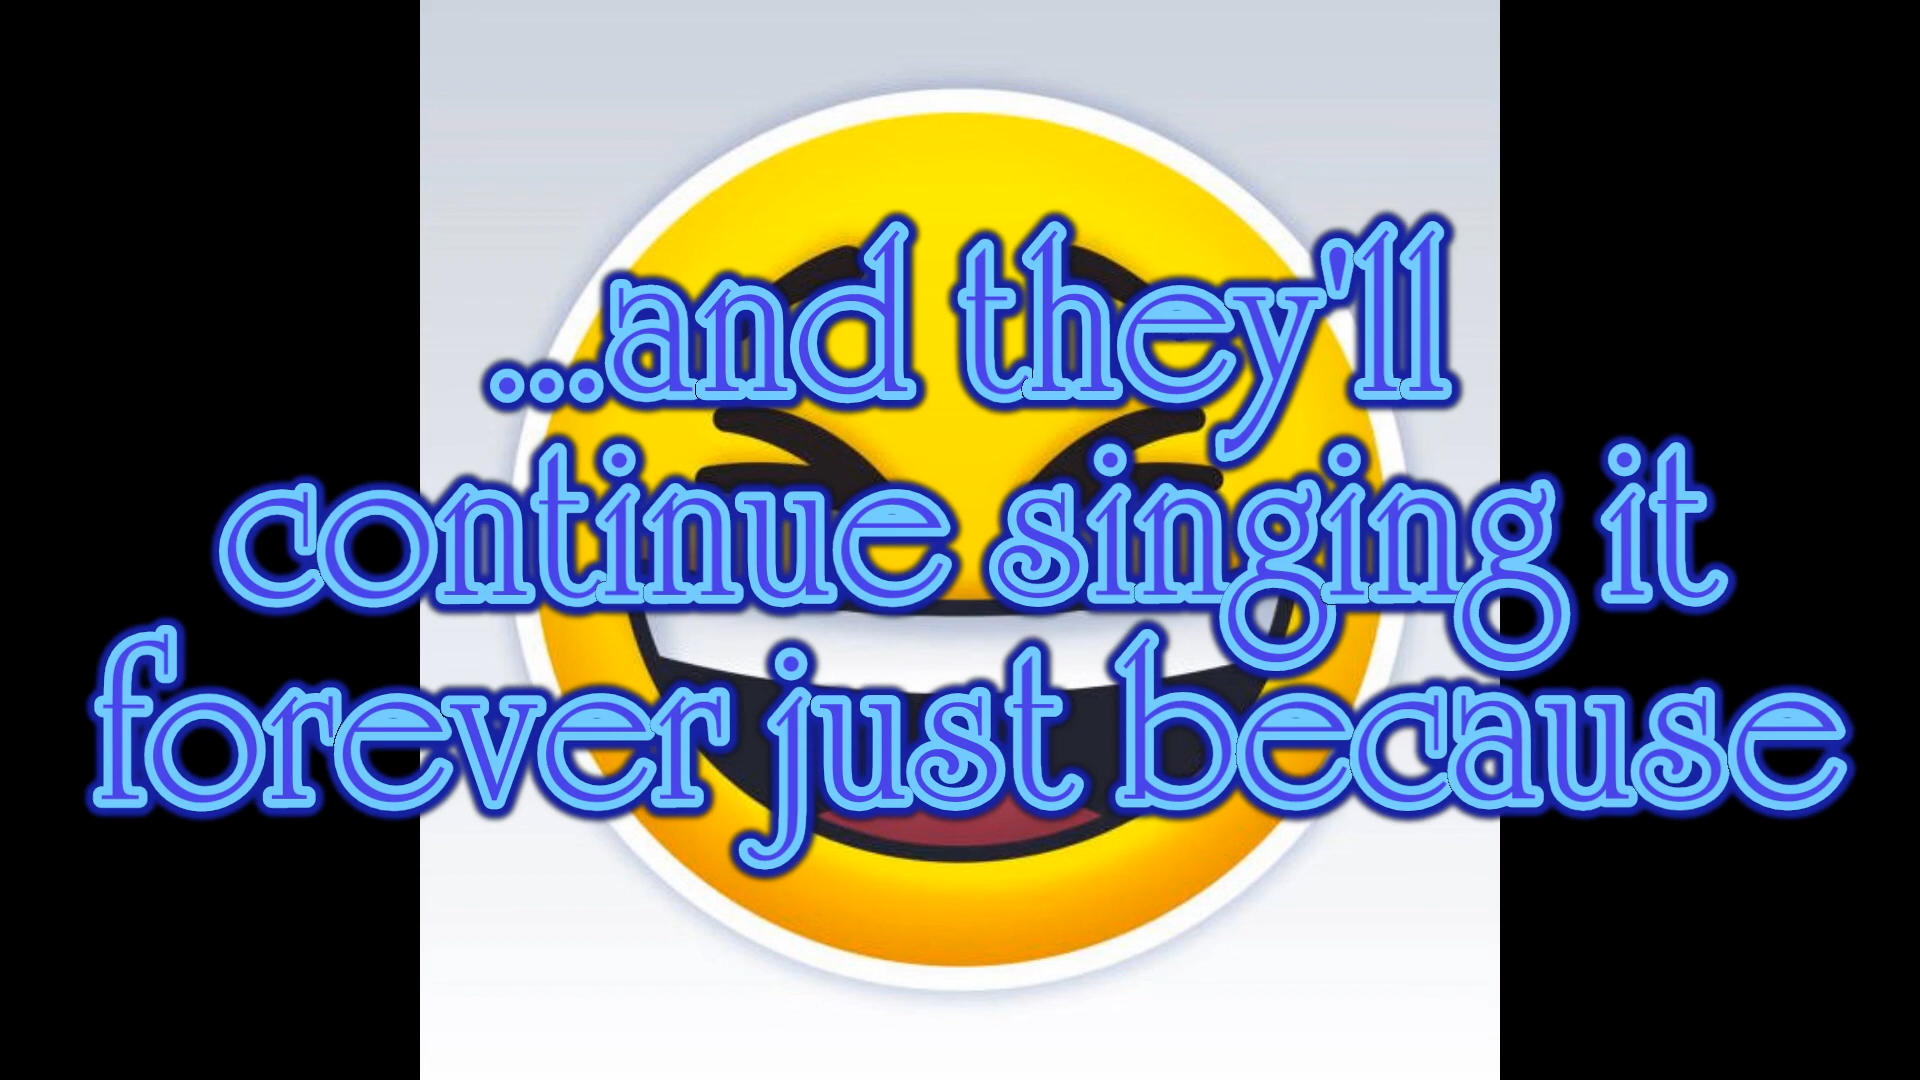 ...and they'll
continue singing it
forever just because